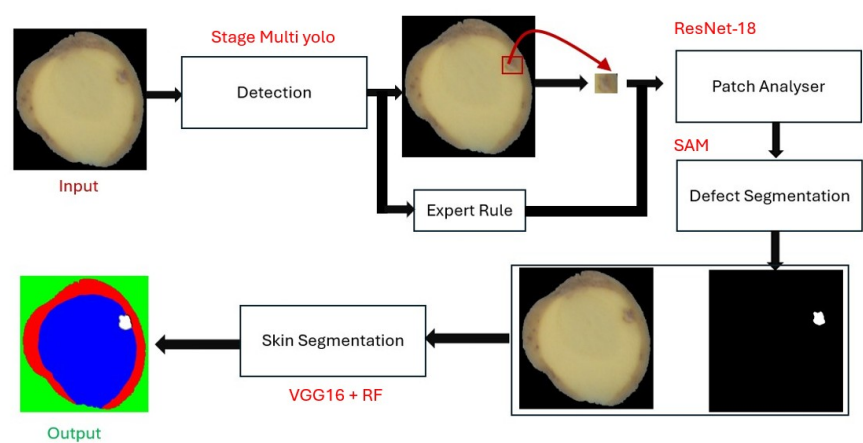 Stage Multi yolo
ResNet-18
Detection
Patch Analyser
Input
SAM
Expert Rule
Defect Segmentation
Skin Segmentation
VGG16 + RF
Output